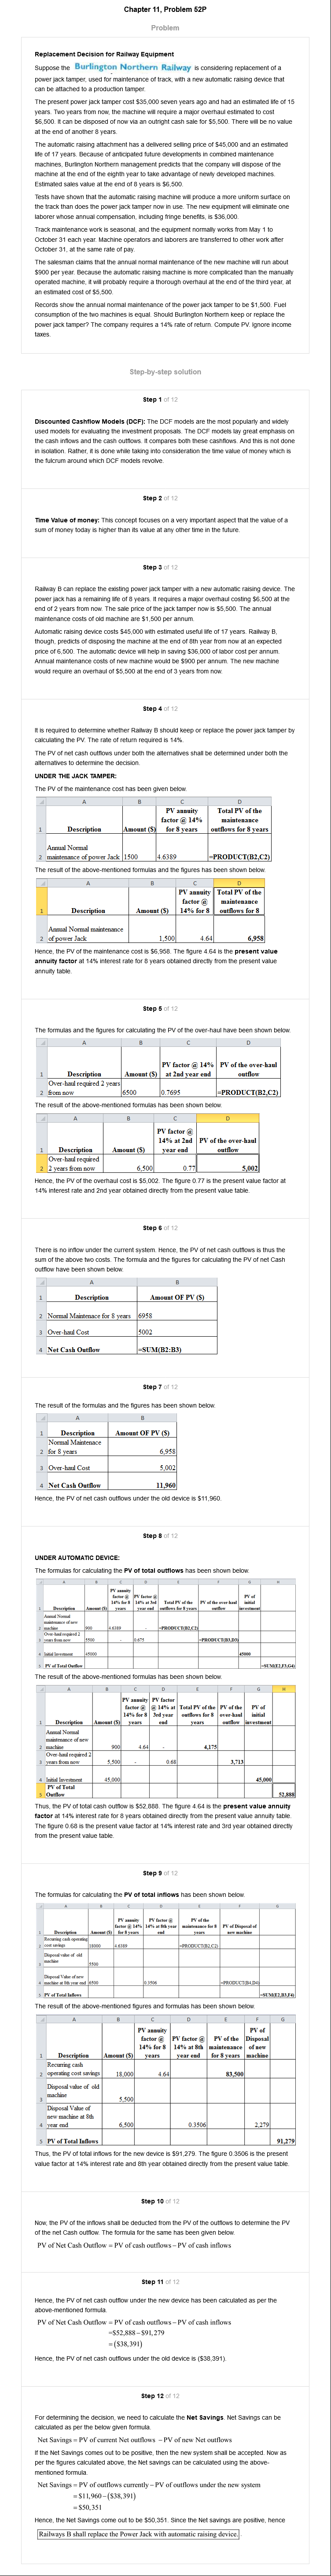 Chapter 11, Problem 52P
Problem
Replacement Decision for Railway Equipment
Suppose the Burlington Northern Railway is considering replacement of a
power jack tamper, used for maintenance of track, with a new automatic raising device that
can be attached to a production tamper.
The present power jack tamper cost $35,000 seven years ago and had an estimated life of 15
years. Two years from now, the machine will require a major overhaul estimated to cost
$6,500. It can be disposed of now via an outright cash sale for $5,500. There will be no value
at the end of another 8 years.
The automatic raising attachment has a delivered selling price of $45,000 and an estimated
life of 17 years. Because of anticipated future developments in combined maintenance
machines, Burlington Northern management predicts that the company will dispose of the
machine at the end of the eighth year to take advantage of newly developed machines.
Estimated sales value at the end of 8 years is $6,500.
Tests have shown that the automatic raising machine will produce a more uniform surface on
the track than does the power jack tamper now in use. The new equipment will eliminate one
laborer whose annual compensation, including fringe benefits, is $36,000.
Track maintenance work is seasonal, and the equipment normally works from May 1 to
October 31 each year. Machine operators and laborers are transferred to other work after
October 31, at the same rate of pay.
The salesman claims that the annual normal maintenance of the new machine will run about
$900 per year. Because the automatic raising machine is more complicated than the manually
operated machine, it will probably require a thorough overhaul at the end of the third year, at
an estimated cost of $5,500.
Records show the annual normal maintenance of the power jack tamper to be $1,500. Fuel
consumption of the two machines is equal. Should Burlington Northern keep or replace the
power jack tamper? The company requires a 14% rate of return. Compute PV. Ignore income
taxes.
Step-by-step solution
Step 1 of 12
Discounted Cashflow Models (DCF): The DCF models are the most popularly and widely
used models for evaluating the investment proposals. The DCF models lay great emphasis on
the cash inflows and the cash outflows. It compares both these cashflows. And this is not done
in isolation. Rather, it is done while taking into consideration the time value of money which is
the fulcrum around which DCF models revolve.
Step 2 of 12
Time Value of money: This concept focuses on a very important aspect that the value of a
sum of money today is higher than its value at any other time in the future.
Step 3 of 12
Railway B can replace the existing power jack tamper with a new automatic raising device. The
power jack has a remaining life of 8 years. It requires a major overhaul costing $6,500 at the
end of 2 years from now. The sale price of the jack tamper now is $5,500. The annual
maintenance costs of old machine are $1,500 per annum.
Automatic raising device costs $45,000 with estimated useful life of 17 years. Railway B,
though, predicts of disposing the machine at the end of 8th year from now at an expected
price of 6,500. The automatic device will help in saving $36,000 of labor cost per annum.
Annual maintenance costs of new machine would be $900 per annum. The new machine
would require an overhaul of $5,500 at the end of 3 years from now.
Step 4 of 12
It is required to determine whether Railway B should keep or replace the power jack tamper by
calculating the PV. The rate of return required is 14%.
The PV of net cash outflows under both the alternatives shall be determined under both the
alternatives to determine the decision.
UNDER THE JACK TAMPER:
The PV of the maintenance cost has been given below.
A B C D
PV annuity Total PV of the
factor @ 14% maintenance
1 Description Amount ($) for 8 years outflows for 8 years
Annual Normal
2 maintenance of power Jack 1500 4.6389 =PRODUCT(B2,C2)
The result of the above-mentioned formulas and the figures has been shown below.
A B C D
PV annuity Total PV of the
factor @ maintenance
1 Description Amount ($) 14% for 8 outflows for 8
Annual Normal maintenance
2 of power Jack 1,500 4.64 6,958
Hence, the PV of the maintenance cost is $6,958. The figure 4.64 is the present value
annuity factor at 14% interest rate for 8 years obtained directly from the present value
annuity table.
Step 5 of 12
The formulas and the figures for calculating the PV of the over-haul have been shown below.
A B C D
PV factor @ 14% PV of the over-haul
1 Description Amount ($) at 2nd year end outflow
Over-haul required 2 years
2 from now 6500 0.7695 =PRODUCT(B2,C2)
The result of the above-mentioned formulas has been shown below.
A B C D
PV factor @
14% at 2nd PV of the over-haul
1 Description Amount ($) year end outflow
Over-haul required
2 2 years from now 6,500 0.77 5,002
Hence, the PV of the overhaul cost is $5,002. The figure 0.77 is the present value factor at
14% interest rate and 2nd year obtained directly from the present value table.
Step 6 of 12
There is no inflow under the current system. Hence, the PV of net cash outflows is thus the
sum of the above two costs. The formula and the figures for calculating the PV of net Cash
outflow have been shown below.
A B
1 Description Amount OF PV ($)
2 Normal Maintenace for 8 years 6958
3 Over-haul Cost 5002
4 Net Cash Outflow =SUM(B2:B3)
Step 7 of 12
The result of the formulas and the figures has been shown below.
A B
1 Description Amount OF PV ($)
Normal Maintenace
2 for 8 years 6,958
3 Over-haul Cost 5,002
4 Net Cash Outflow 11,960
Hence, the PV of net cash outflows under the old device is $11,960.
Step 8 of 12
UNDER AUTOMATIC DEVICE:
The formulas for calculating the PV of total outflows has been shown below.
A B C D E F G H
PV annuity PV of
factor @ PV factor @
14% for 8 14% at 3rd Total PV of the PV of the over-haul initial
1 Description Amount ($) years year end outflows for 8 years outflow investment
Annual Normal
maintenance of new
2 machine 900 4.6389 - =PRODUCT(B2,C2)
Over-haul required 2
3 years from now 5500 - 0.675 =PRODUCT(B3,D3)
4 Initial Investment 45000 45000
5 PV of Total Outflow =SUM(E2,F3,G4)
The result of the above-mentioned formulas and the figures has been shown below.
A B C D E F G H
PV annuity PV factor
factor @ @ 14% at Total PV of the PV of the PV of
14% for 8 3rd year outflows for 8 over-haul initial
1 Description Amount ($) years end years outflow investment
Annual Normal
maintenance of new
2 machine 900 4.64 - 4,175
Over-haul required 2
3 years from now 5,500 - 0.68 3,713
4 Initial Investment 45,000 45,000
PV of Total
5 Outflow 52,888
Thus, the PV of total cash outflow is $52,888. The figure 4.64 is the present value annuity
factor at 14% interest rate for 8 years obtained directly from the present value annuity table.
The figure 0.68 is the present value factor at 14% interest rate and 3rd year obtained directly
from the present value table.
Step 9 of 12
The formulas for calculating the PV of total inflows has been shown below.
A B C D E F G
PV annuity PV factor @ PV of the
factor @ 14% 14% at 8th year maintenance for 8 PV of Disposal of
1 Description Amount ($) for 8 years end years new machine
Recurring cash operating
2 cost savings 18000 4.6389 =PRODUCT(B2,C2)
Disposal value of old
3 machine 5500
Disposal Value of new
4 machine at 8th year end 6500 0.3506 =PRODUCT(B4,D4)
5 PV of Total Inflows =SUM(E2,B3,F4)
The result of the above-mentioned figures and formulas has been shown below.
A B C D E F G
PV annuity PV of
factor @ PV factor @ PV of the Disposal
14% for 8 14% at 8th maintenance of new
1 Description Amount ($) years year end for 8 years machine
Recurring cash
2 operating cost savings 18,000 4.64 83,500
Disposal value of old
machine
3 5,500
Disposal Value of
new machine at 8th
4 year end 6,500 0.3506 2,279
5 PV of Total Inflows 91,279
Thus, the PV of total inflows for the new device is $91,279. The figure 0.3506 is the present
value factor at 14% interest rate and 8th year obtained directly from the present value table.
Step 10 of 12
Now, the PV of the inflows shall be deducted from the PV of the outflows to determine the PV
of the net Cash outflow. The formula for the same has been given below.
PV of Net Cash Outflow = PV of cash outflows − PV of cash inflows
Step 11 of 12
Hence, the PV of net cash outflow under the new device has been calculated as per the
above-mentioned formula.
PV of Net Cash Outflow = PV of cash outflows − PV of cash inflows
=$52,888 − $91,279
= ($38,391)
Hence, the PV of net cash outflows under the old device is ($38,391).
Step 12 of 12
For determining the decision, we need to calculate the Net Savings. Net Savings can be
calculated as per the below given formula.
Net Savings = PV of current Net outflows − PV of new Net outflows
If the Net Savings comes out to be positive, then the new system shall be accepted. Now as
per the figures calculated above, the Net savings can be calculated using the above-
mentioned formula.
Net Savings = PV of outflows currently − PV of outflows under the new system
= $11,960 − ($38,391)
= $50,351
Hence, the Net Savings come out to be $50,351. Since the Net savings are positive, hence
Railways B shall replace the Power Jack with automatic raising device.